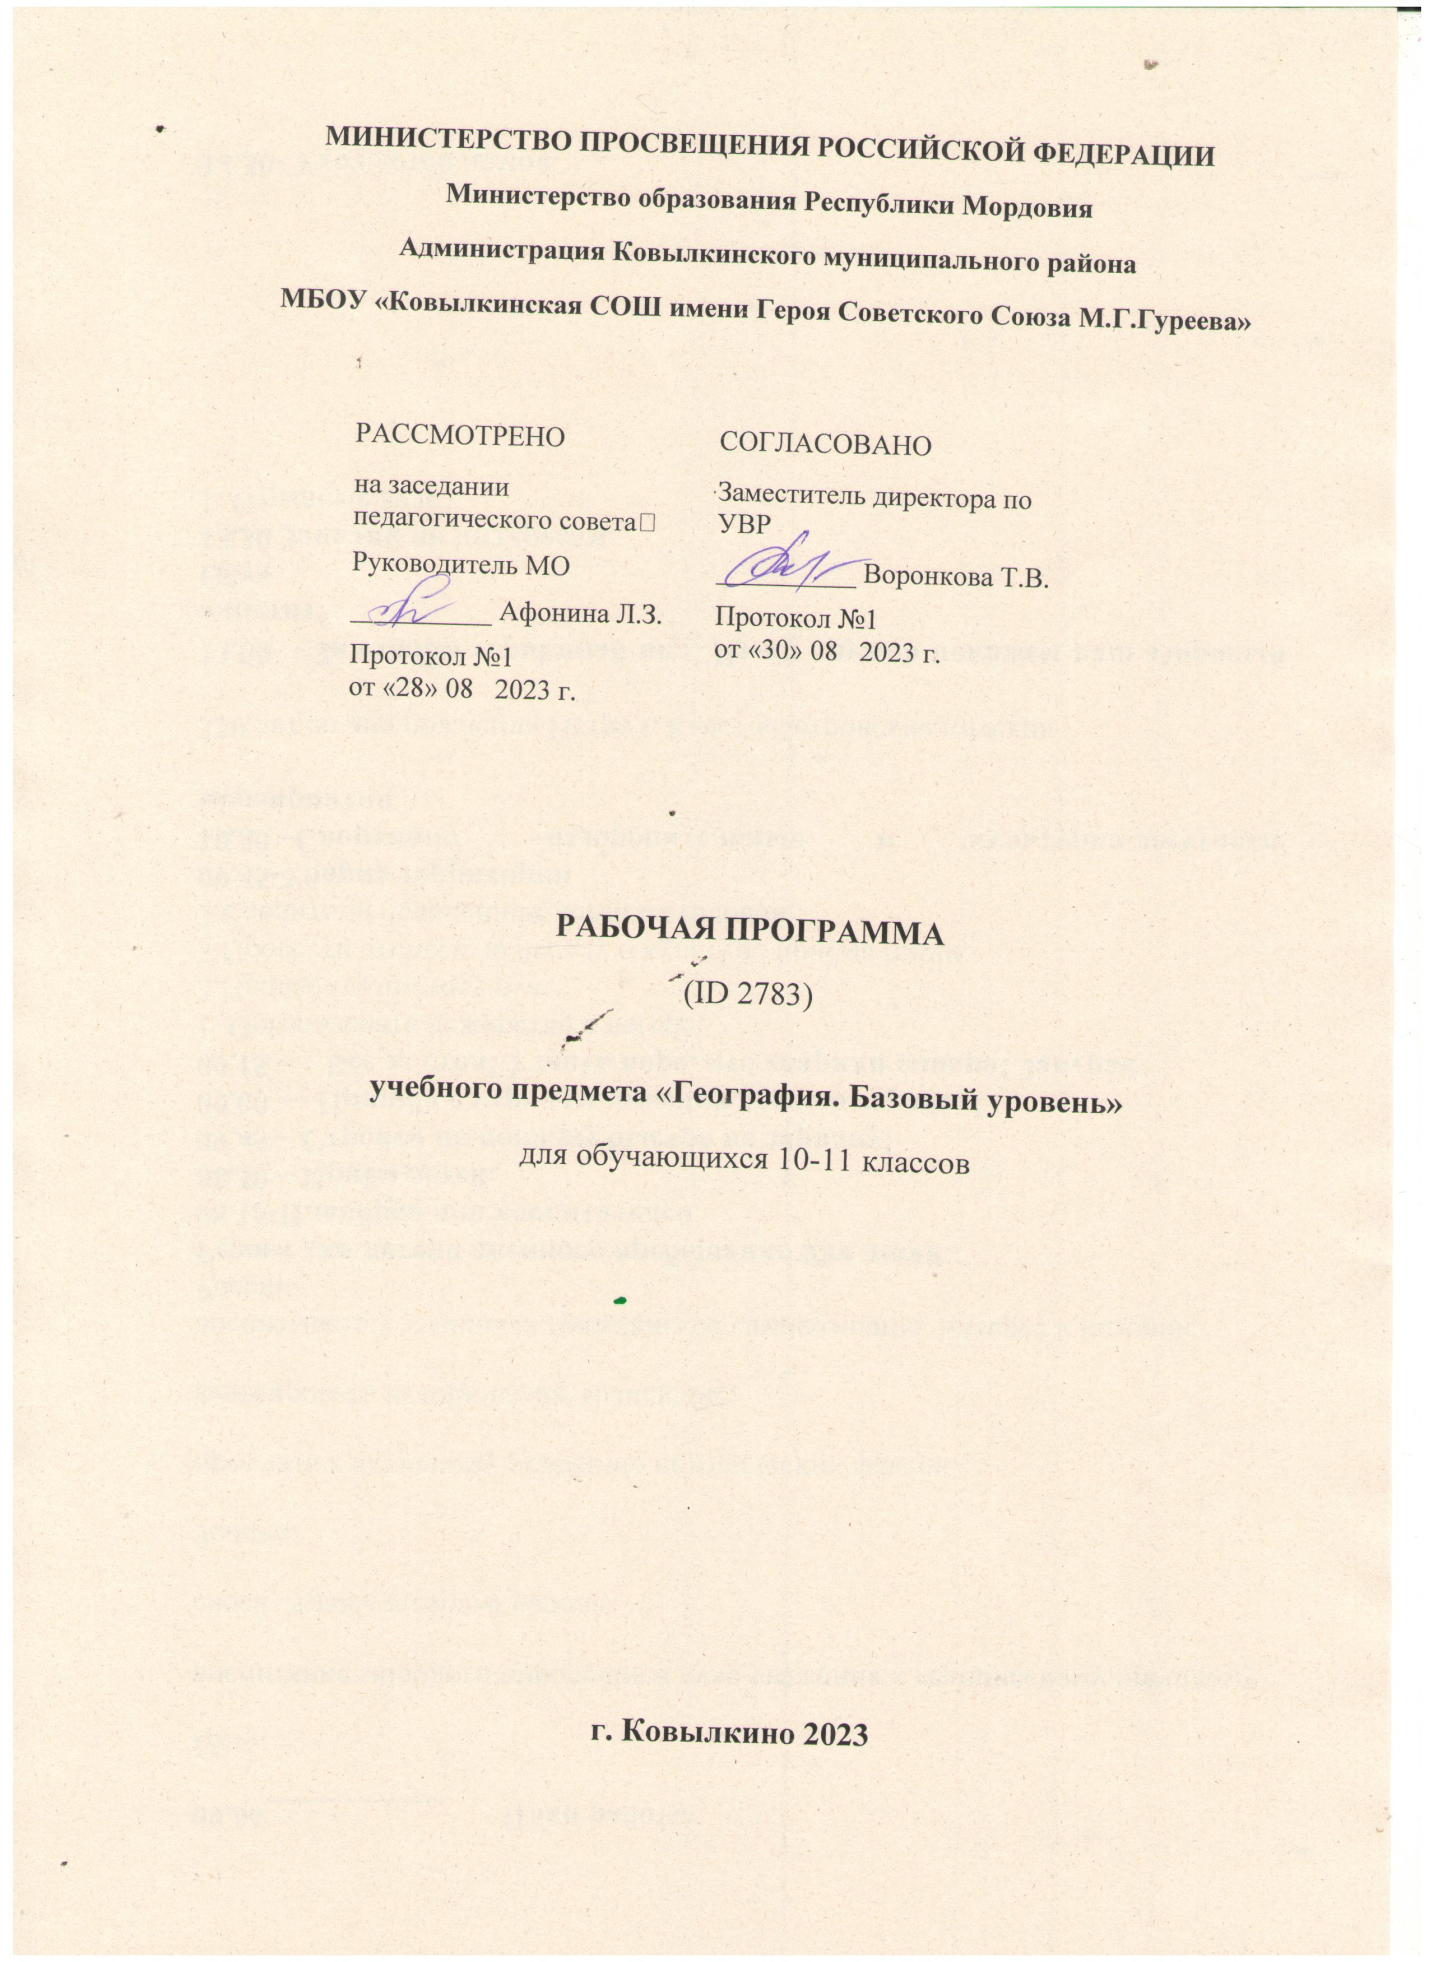 МИНИСТЕРСТВО ПРОСВЕЩЕНИЯ РОССИЙСКОЙ ФЕДЕРАЦИИ
Министерство образования Республики Мордовия
Администрация Ковылкинского муниципального района
МБОУ «Ковылкинская СОШ имени Героя Советского Союза М.Г.Гуреева»
РАССМОТРЕНО
на заседании
педагогического совета
Руководитель МО
__________ Афонина Л.З.
Протокол №1
от «28» 08 2023 г.
СОГЛАСОВАНО
Заместитель директора по
УВР
__________ Воронкова Т.В.
Протокол №1
от «30» 08 2023 г.
РАБОЧАЯ ПРОГРАММА
(ID 2783)
учебного предмета «География. Базовый уровень»
для обучающихся 10-11 классов
г. Ковылкино 2023